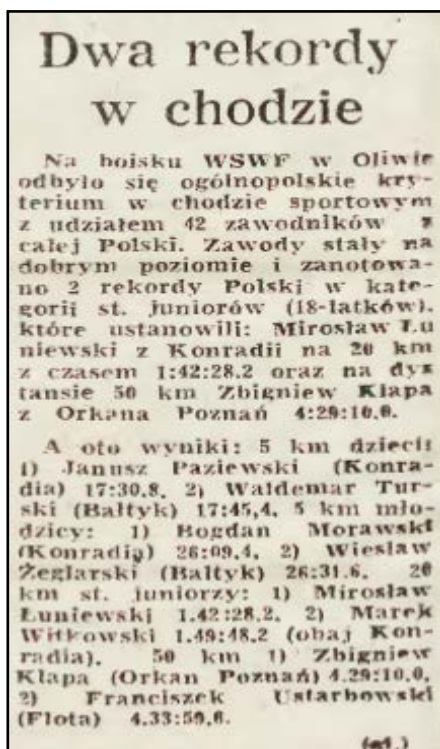 Dwa rekordy
w chodzie
Na boisku WSWF w Oliwie
odbyło się ogólnopolskie kry-
terium w chodzie sportowym
z udziałem 42 zawodników z
całej Polski. Zawody stały na
dobrym poziomie i zanotowa-
no 2 rekordy Polski w kate-
gorii st. juniorów (18-latków).
które ustanowili: Mirosław Łu
niewski z Konradii na 20 km
z czasem 1:42:28.2 oraz na dys
tansie 50 km Zbigniew Klapa
z Orkana Poznań 4:29:10.0.
A oto wyniki: 5 km dzieci:
1) Janusz Paziewski (Konra-
dia) 17:30.8, 2) Waldemar Tur-
ski (Bałtyk) 17:45,4, 5 km mło-
dzicy: 1) Bogdan Morawski
(Konradia) 26:09.4, 2) Wiesław
Żeglarski (Bałtyk) 26:31.6. 20
km st. juniorzy: 1) Mirosław
Łuniewski 1.42:28.2, 2) Marek
Witkowski 1.49:48.2 (obaj Kon-
radia), 50 km 1) Zbigniew
Klapa (Orkan Poznań) 4.29:10.0,
2) Franciszek Ustarbowski
(Flota) 4.33:50.6.